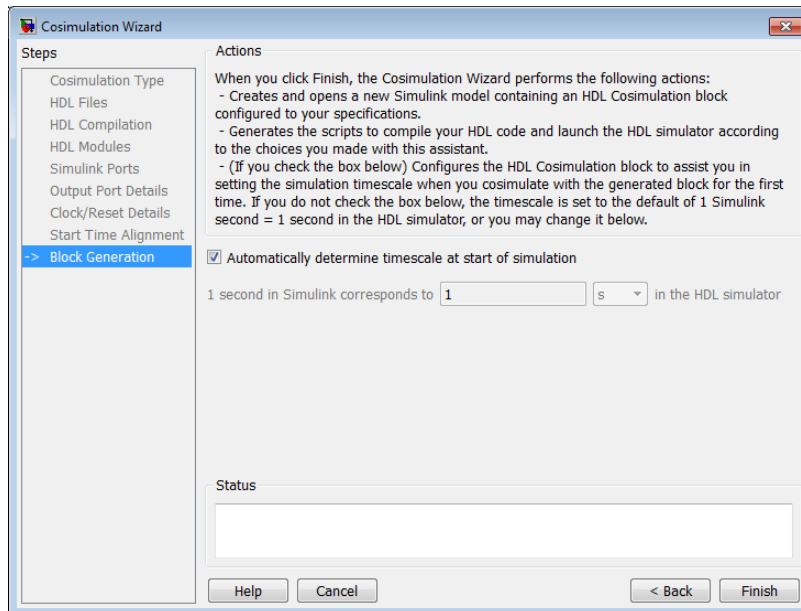 Cosimulation Wizard
Steps
Cosimulation Type
HDL Files
HDL Compilation
HDL Modules
Simulink Ports
Output Port Details
Clock/Reset Details
Start Time Alignment
-> Block Generation
Actions
When you click Finish, the Cosimulation Wizard performs the following actions:
- Creates and opens a new Simulink model containing an HDL Cosimulation block
configured to your specifications.
- Generates the scripts to compile your HDL code and launch the HDL simulator according
to the choices you made with this assistant.
- (If you check the box below) Configures the HDL Cosimulation block to assist you in
setting the simulation timescale when you cosimulate with the generated block for the first
time. If you do not check the box below, the timescale is set to the default of 1 Simulink
second = 1 second in the HDL simulator, or you may change it below.
Automatically determine timescale at start of simulation
1 second in Simulink corresponds to 1 s in the HDL simulator
Status
Help Cancel < Back Finish